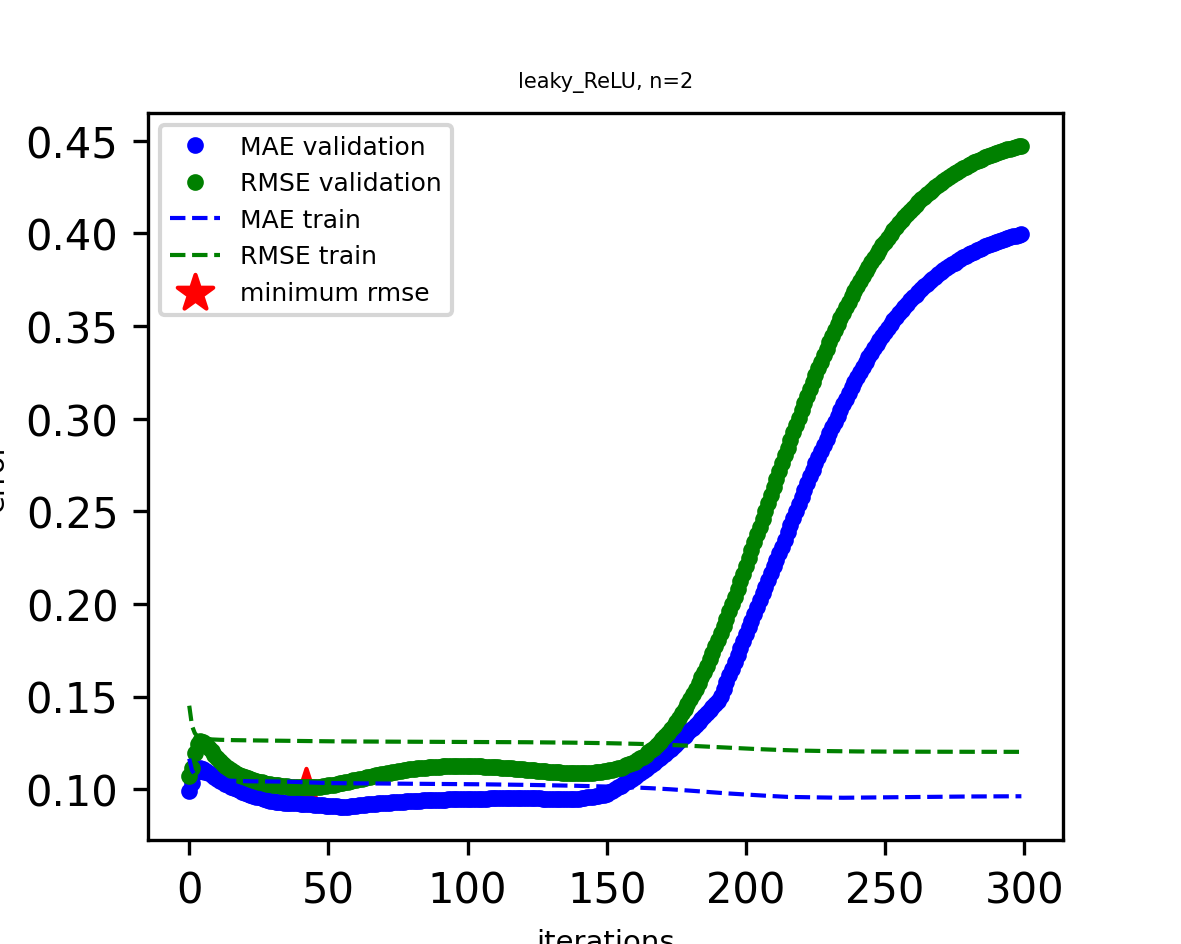 leaky_ReLU, n=2
0.45
0.40
0.35
0.30
0.25
0.20
0.15
0.10
MAE validation
RMSE validation
MAE train
RMSE train
minimum rmse
0 50 100 150 200 250 300
iterations